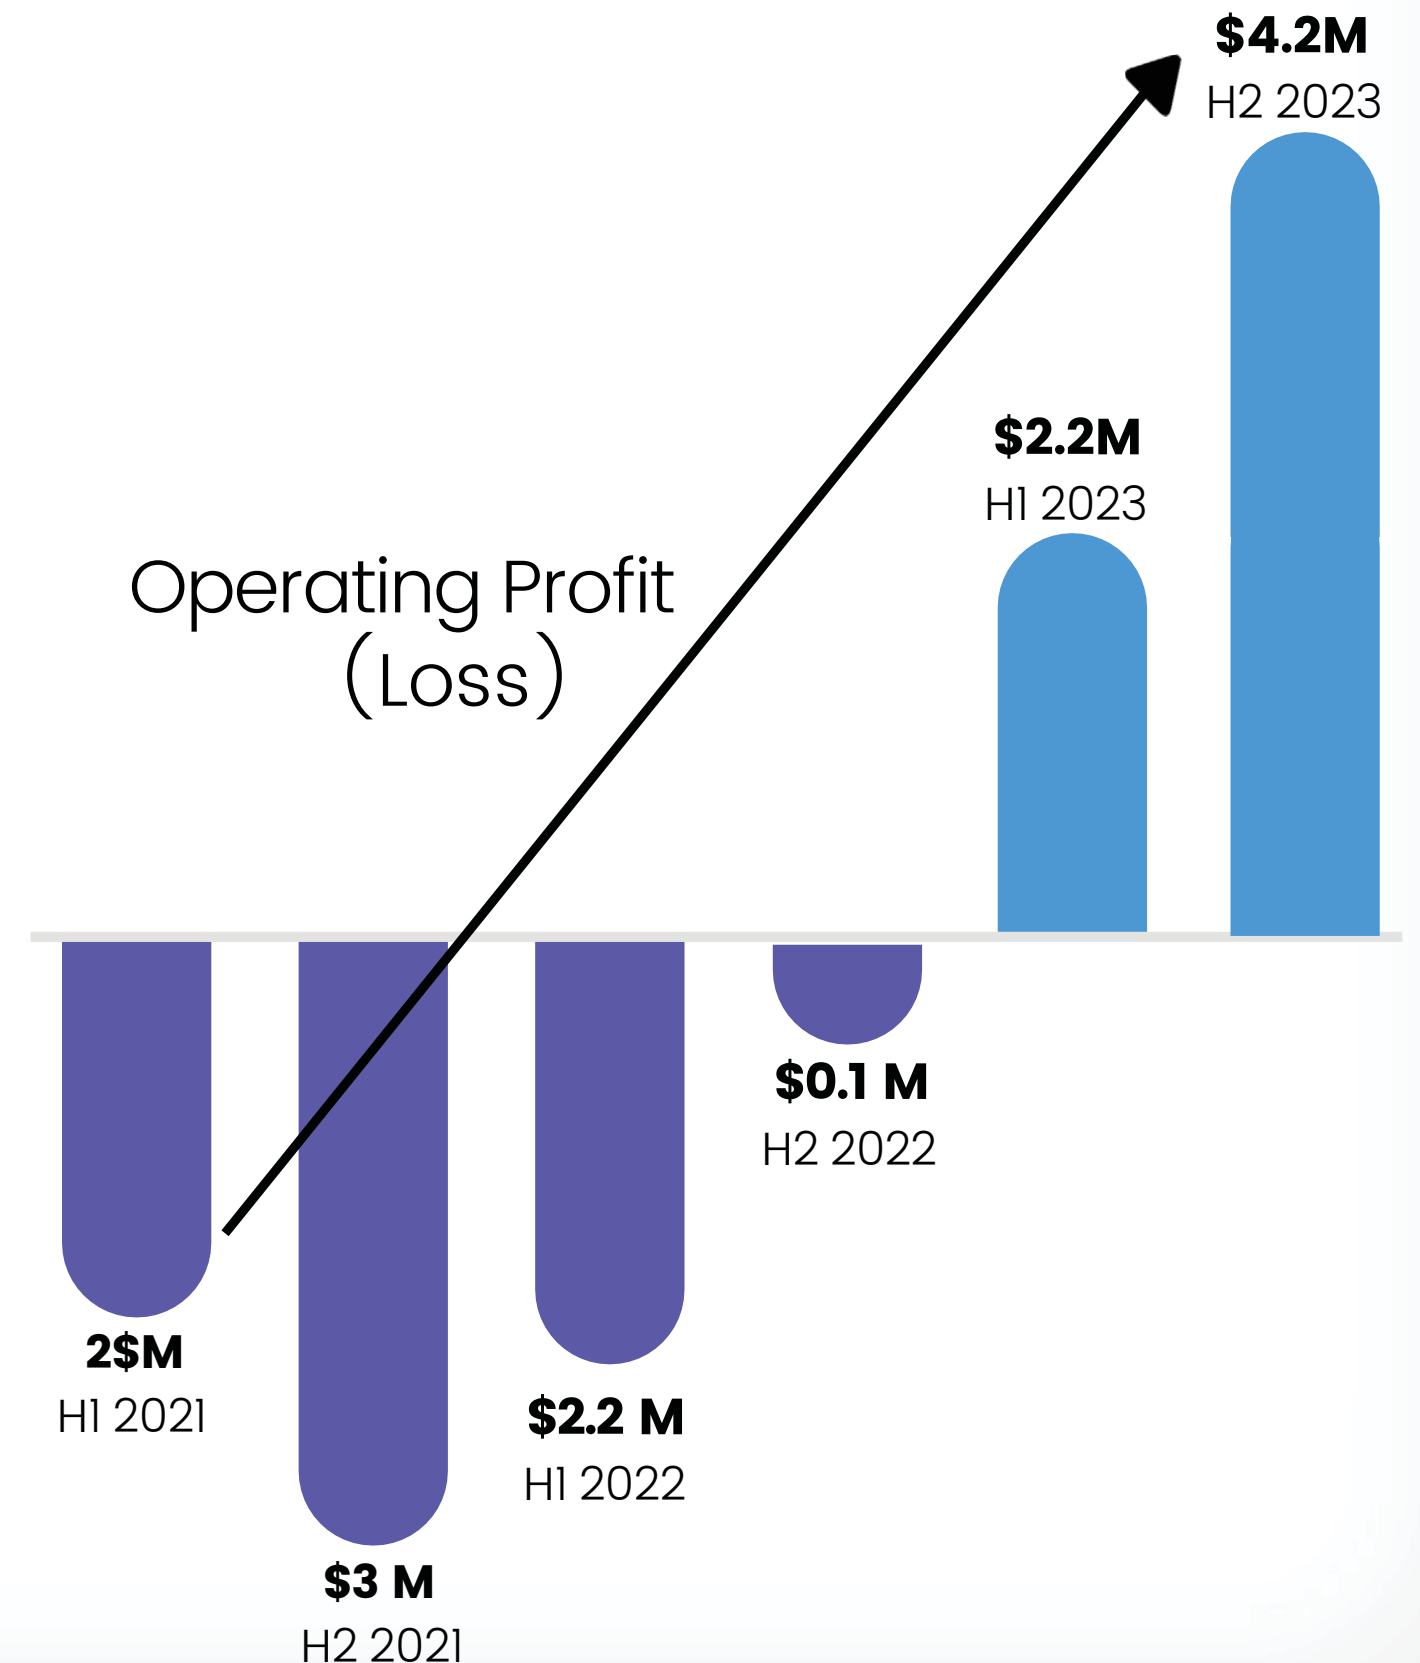 $4.2M
H2 2023
$2.2M
H1 2023
Operating Profit
(Loss)
$0.1 M
H2 2022
2$M
H1 2021
$2.2 M
H1 2022
$3 M
H2 2021